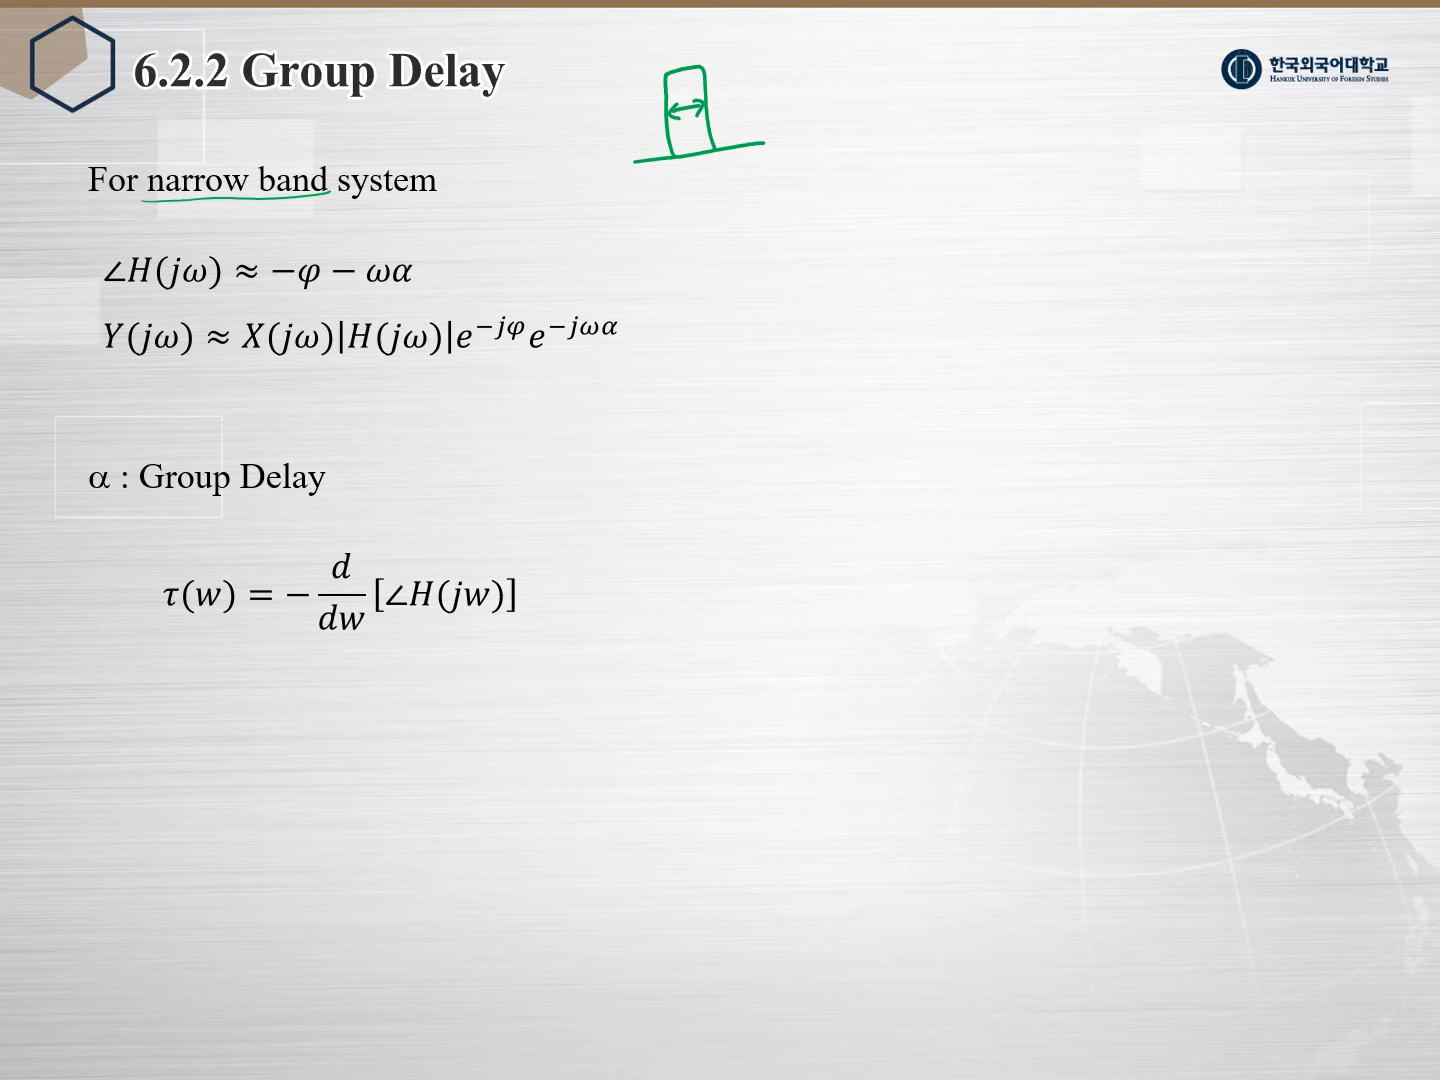 6.2.2 Group Delay
한국외국어대학교
HANKUK UNIVERSITY OF FOREIGN STUDIES
For narrow band system
∠H(jω) ≈ −φ − ωα
Y(jω) ≈ X(jω)|H(jω)|e^{−jφ}e^{−jωα}
α : Group Delay
τ(w) = − d/dw [∠H(jw)]